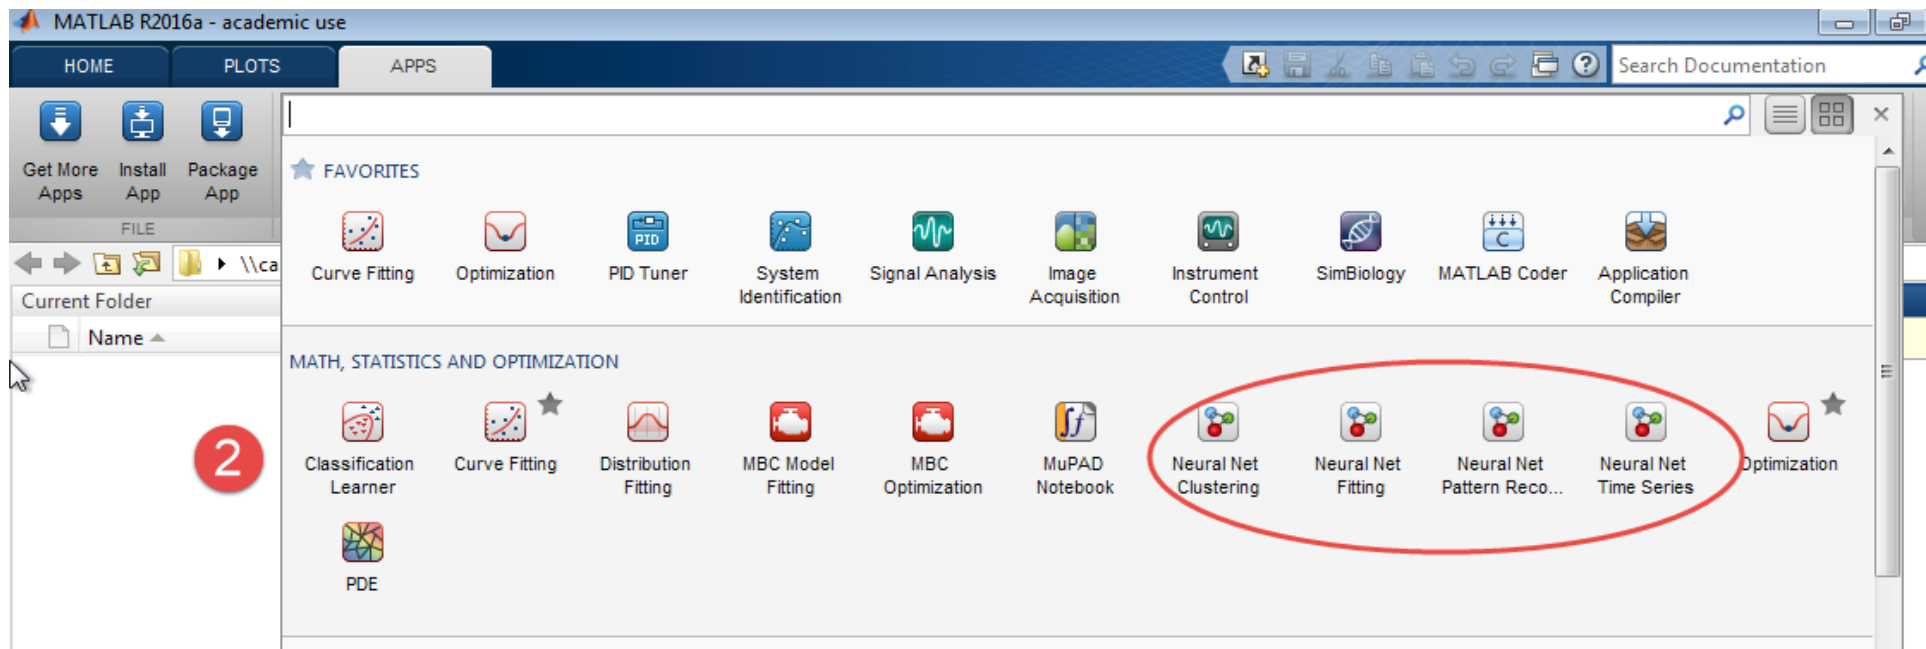 MATLAB R2016a - academic use
HOME PLOTS APPS
Search Documentation
Get More Apps
Install App
Package App
FILE
\\ca
Current Folder
Name
FAVORITES
Curve Fitting
Optimization
PID
PID Tuner
System Identification
Signal Analysis
Image Acquisition
Instrument Control
SimBiology
C
MATLAB Coder
Application Compiler
MATH, STATISTICS AND OPTIMIZATION
2
Classification Learner
Curve Fitting
Distribution Fitting
MBC Model Fitting
MBC Optimization
MuPAD Notebook
Neural Net Clustering
Neural Net Fitting
Neural Net Pattern Reco...
Neural Net Time Series
Optimization
PDE